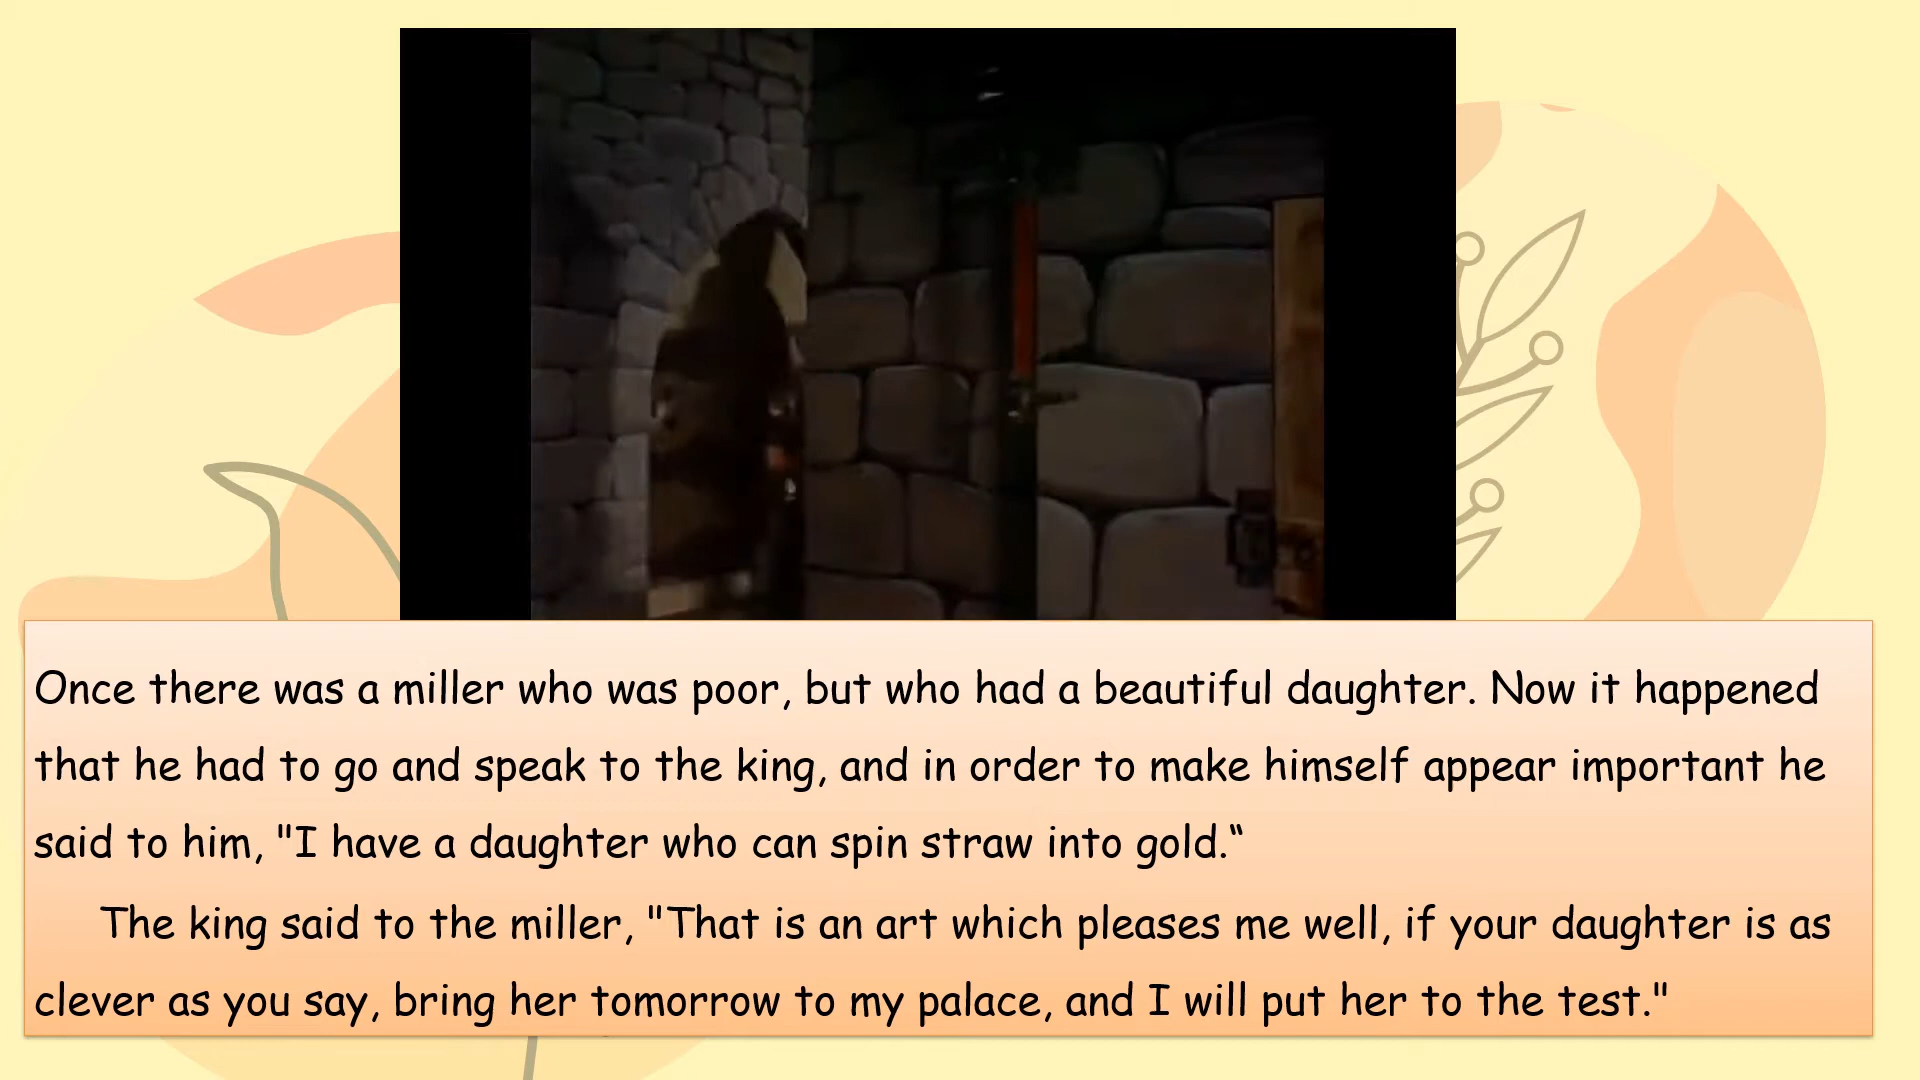 Once there was a miller who was poor, but who had a beautiful daughter. Now it happened
that he had to go and speak to the king, and in order to make himself appear important he
said to him, "I have a daughter who can spin straw into gold.“
The king said to the miller, "That is an art which pleases me well, if your daughter is as
clever as you say, bring her tomorrow to my palace, and I will put her to the test."